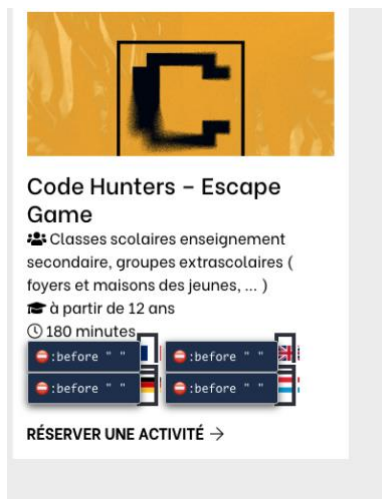 C
Code Hunters – Escape
Game
Classes scolaires enseignement
secondaire, groupes extrascolaires (
foyers et maisons des jeunes, ... )
à partir de 12 ans
180 minutes
:before " " :before " "
:before " " :before " "
RÉSERVER UNE ACTIVITÉ →